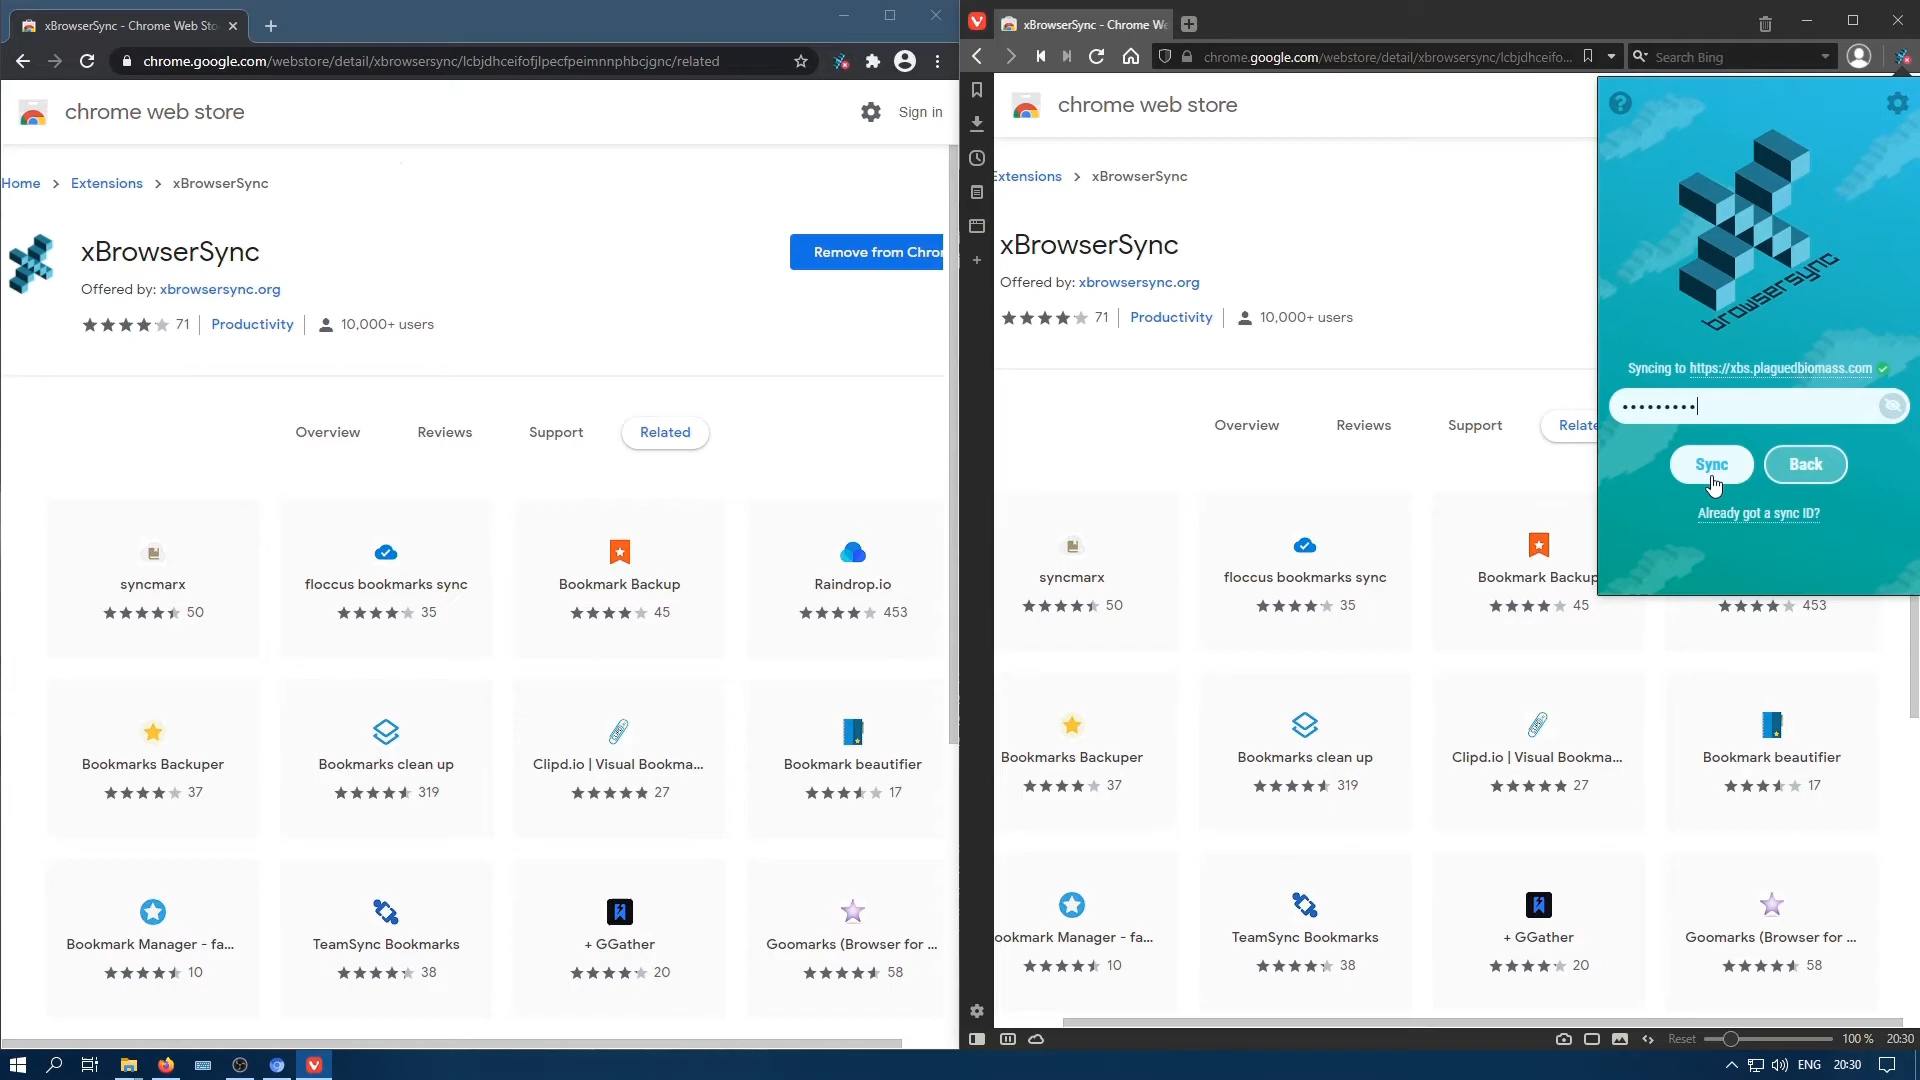 xBrowserSync - Chrome Web Sto
chrome.google.com/webstore/detail/xbrowsersync/lcbjdhceifofjlpecfpeimnnphbcjgnc/related
chrome web store
Sign in
Home > Extensions > xBrowserSync
xBrowserSync
Remove from Chro
Offered by: xbrowsersync.org
71
Productivity
10,000+ users
Overview
Reviews
Support
Related
syncmarx
50
floccus bookmarks sync
35
Bookmark Backup
45
Raindrop.io
453
Bookmarks Backuper
37
Bookmarks clean up
319
Clipd.io | Visual Bookma...
27
Bookmark beautifier
17
Bookmark Manager - fa...
10
TeamSync Bookmarks
38
+ GGather
20
Goomarks (Browser for ...
58
xBrowserSync - Chrome We
chrome.google.com/webstore/detail/xbrowsersync/lcbjdhceifo...
Search Bing
chrome web store
Extensions > xBrowserSync
xBrowserSync
Offered by: xbrowsersync.org
71
Productivity
10,000+ users
Overview
Reviews
Support
Relate
syncmarx
50
floccus bookmarks sync
35
Bookmark Backup
45
453
Bookmarks Backuper
37
Bookmarks clean up
319
Clipd.io | Visual Bookma...
27
Bookmark beautifier
17
ookmark Manager - fa...
10
TeamSync Bookmarks
38
+ GGather
20
Goomarks (Browser for ...
58
browsersync
Syncing to https://xbs.plaguedbiomass.com
Sync
Back
Already got a sync ID?
Reset
100 %
20:30
ENG
20:30